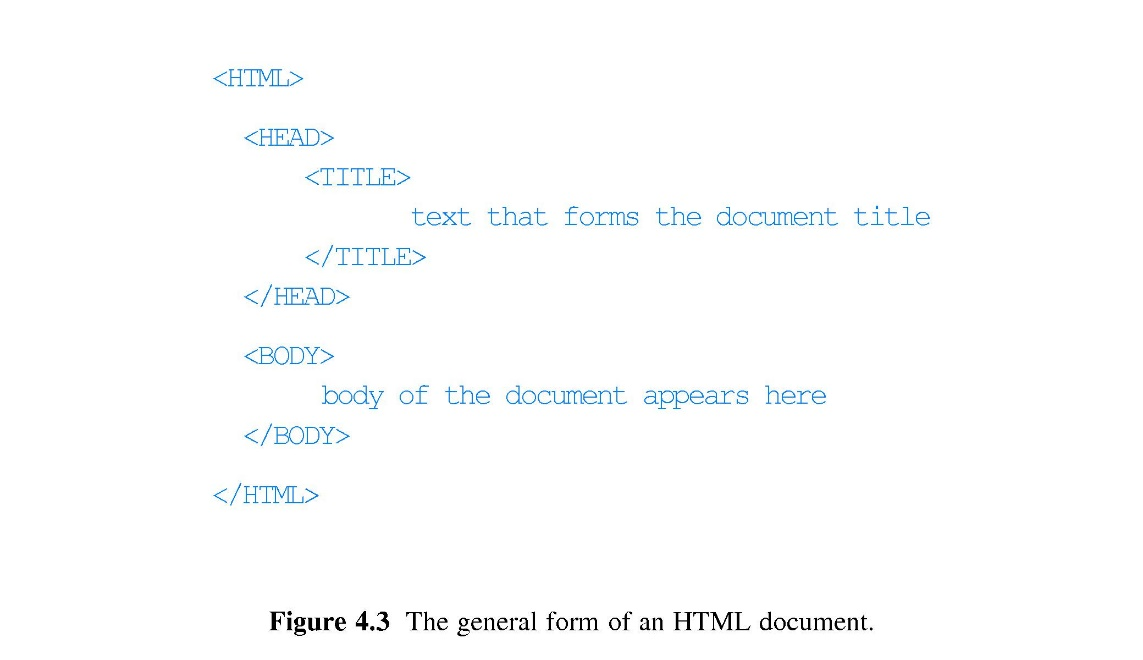 <HTML>
<HEAD>
<TITLE>
text that forms the document title
</TITLE>
</HEAD>
<BODY>
body of the document appears here
</BODY>
</HTML>
Figure 4.3 The general form of an HTML document.